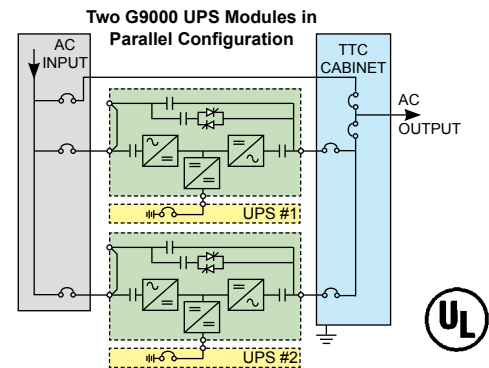 Two G9000 UPS Modules in
Parallel Configuration
AC
INPUT
TTC
CABINET
AC
OUTPUT
UPS #1
UPS #2
UL